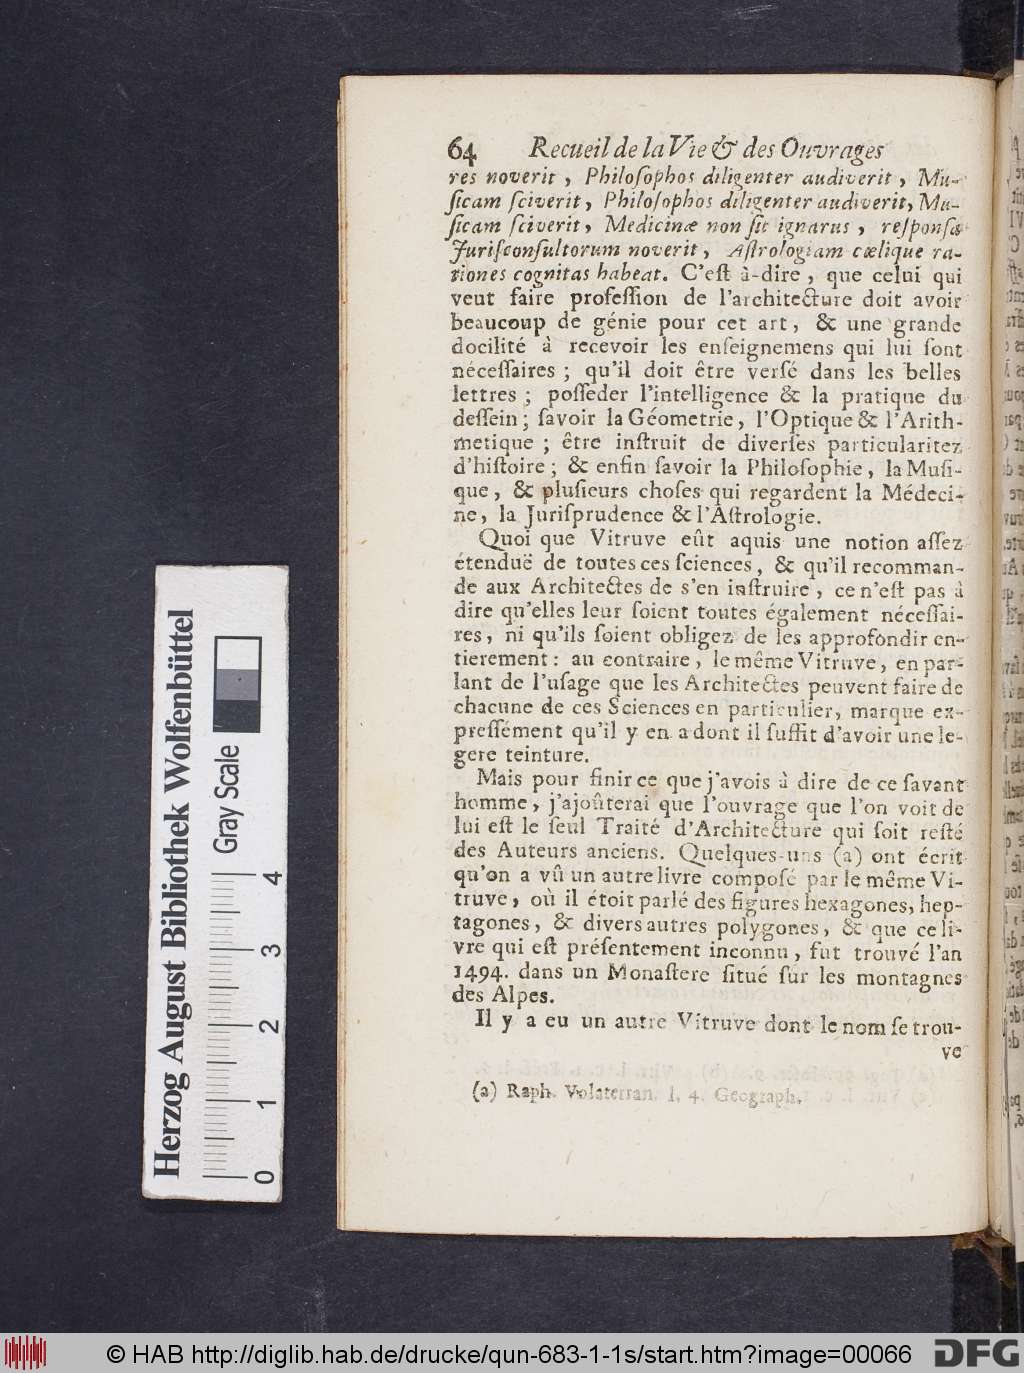 64 Recueil de la Vie & des Ouvrages
res noverit, Philoſophos diligenter audiverit, Mu-
ſicam ſciverit, Philoſophos diligenter audiverit, Mu-
ſicam ſciverit, Medicinæ non ſit ignarus, reſponſa
Juriſconſultorum noverit, Aſtrologiam cœlique ra-
tiones cognitas habeat. C'eſt à-dire, que celui qui
veut faire profeſſion de l'architecture doit avoir
beaucoup de génie pour cet art, & une grande
docilité à recevoir les enſeignemens qui lui ſont
néceſſaires ; qu'il doit être verſé dans les belles
lettres ; poſſeder l'intelligence & la pratique du
deſſein ; ſavoir la Géometrie, l'Optique & l'Arith-
metique ; être inſtruit de diverſes particularitez
d'hiſtoire ; & enfin ſavoir la Philoſophie, la Muſi-
que, & pluſieurs choſes qui regardent la Médeci-
ne, la Juriſprudence & l'Aſtrologie.
Quoi que Vitruve eût aquis une notion aſſez
étenduë de toutes ces ſciences, & qu'il recomman-
de aux Architectes de s'en inſtruire, ce n'eſt pas à
dire qu'elles leur ſoient toutes également néceſſai-
res, ni qu'ils ſoient obligez de les approfondir en-
tierement : au contraire, le même Vitruve, en par-
lant de l'uſage que les Architectes peuvent faire de
chacune de ces Sciences en particulier, marque ex-
preſſément qu'il y en a dont il ſuffit d'avoir une le-
gere teinture.
Mais pour finir ce que j'avois à dire de ce ſavant
homme, j'ajoûterai que l'ouvrage que l'on voit de
lui eſt le ſeul Traité d'Architecture qui ſoit reſté
des Auteurs anciens. Quelques-uns (a) ont écrit
qu'on a vû un autre livre compoſé par le même Vi-
truve, où il étoit parlé des figures hexagones, hep-
tagones, & divers autres polygones, & que ce li-
vre qui eſt préſentement inconnu, fut trouvé l'an
1494. dans un Monaſtere ſitué ſur les montagnes
des Alpes.
Il y a eu un autre Vitruve dont le nom ſe trou-
ve
(a) Raph. Volaterran. l. 4. Geograph.
Herzog August Bibliothek Wolfenbüttel
Gray Scale
0 1 2 3 4
© HAB http://diglib.hab.de/drucke/qun-683-1-1s/start.htm?image=00066
DFG